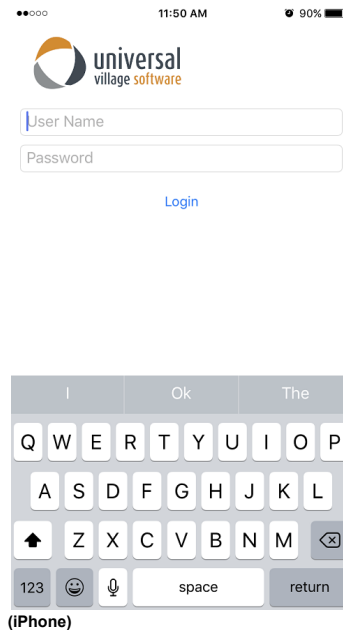 11:50 AM 90%
universal
village software
User Name
Password
Login
I Ok The
Q W E R T Y U I O P
A S D F G H J K L
Z X C V B N M
123 space return
(iPhone)